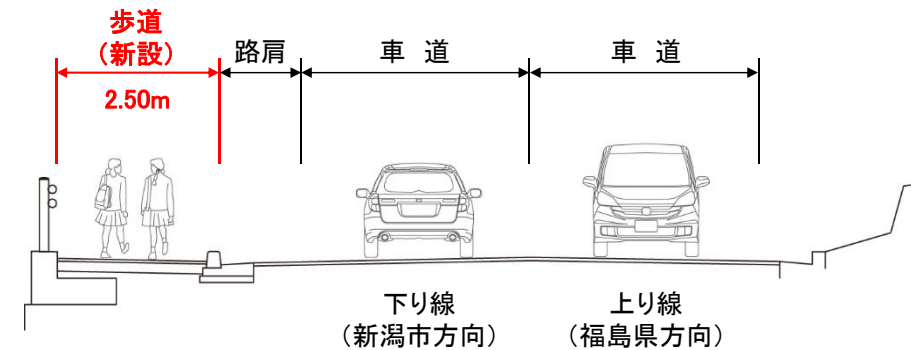 歩道
（新設）
路肩
車 道
車 道
2.50m
下り線
（新潟市方向）
上り線
（福島県方向）